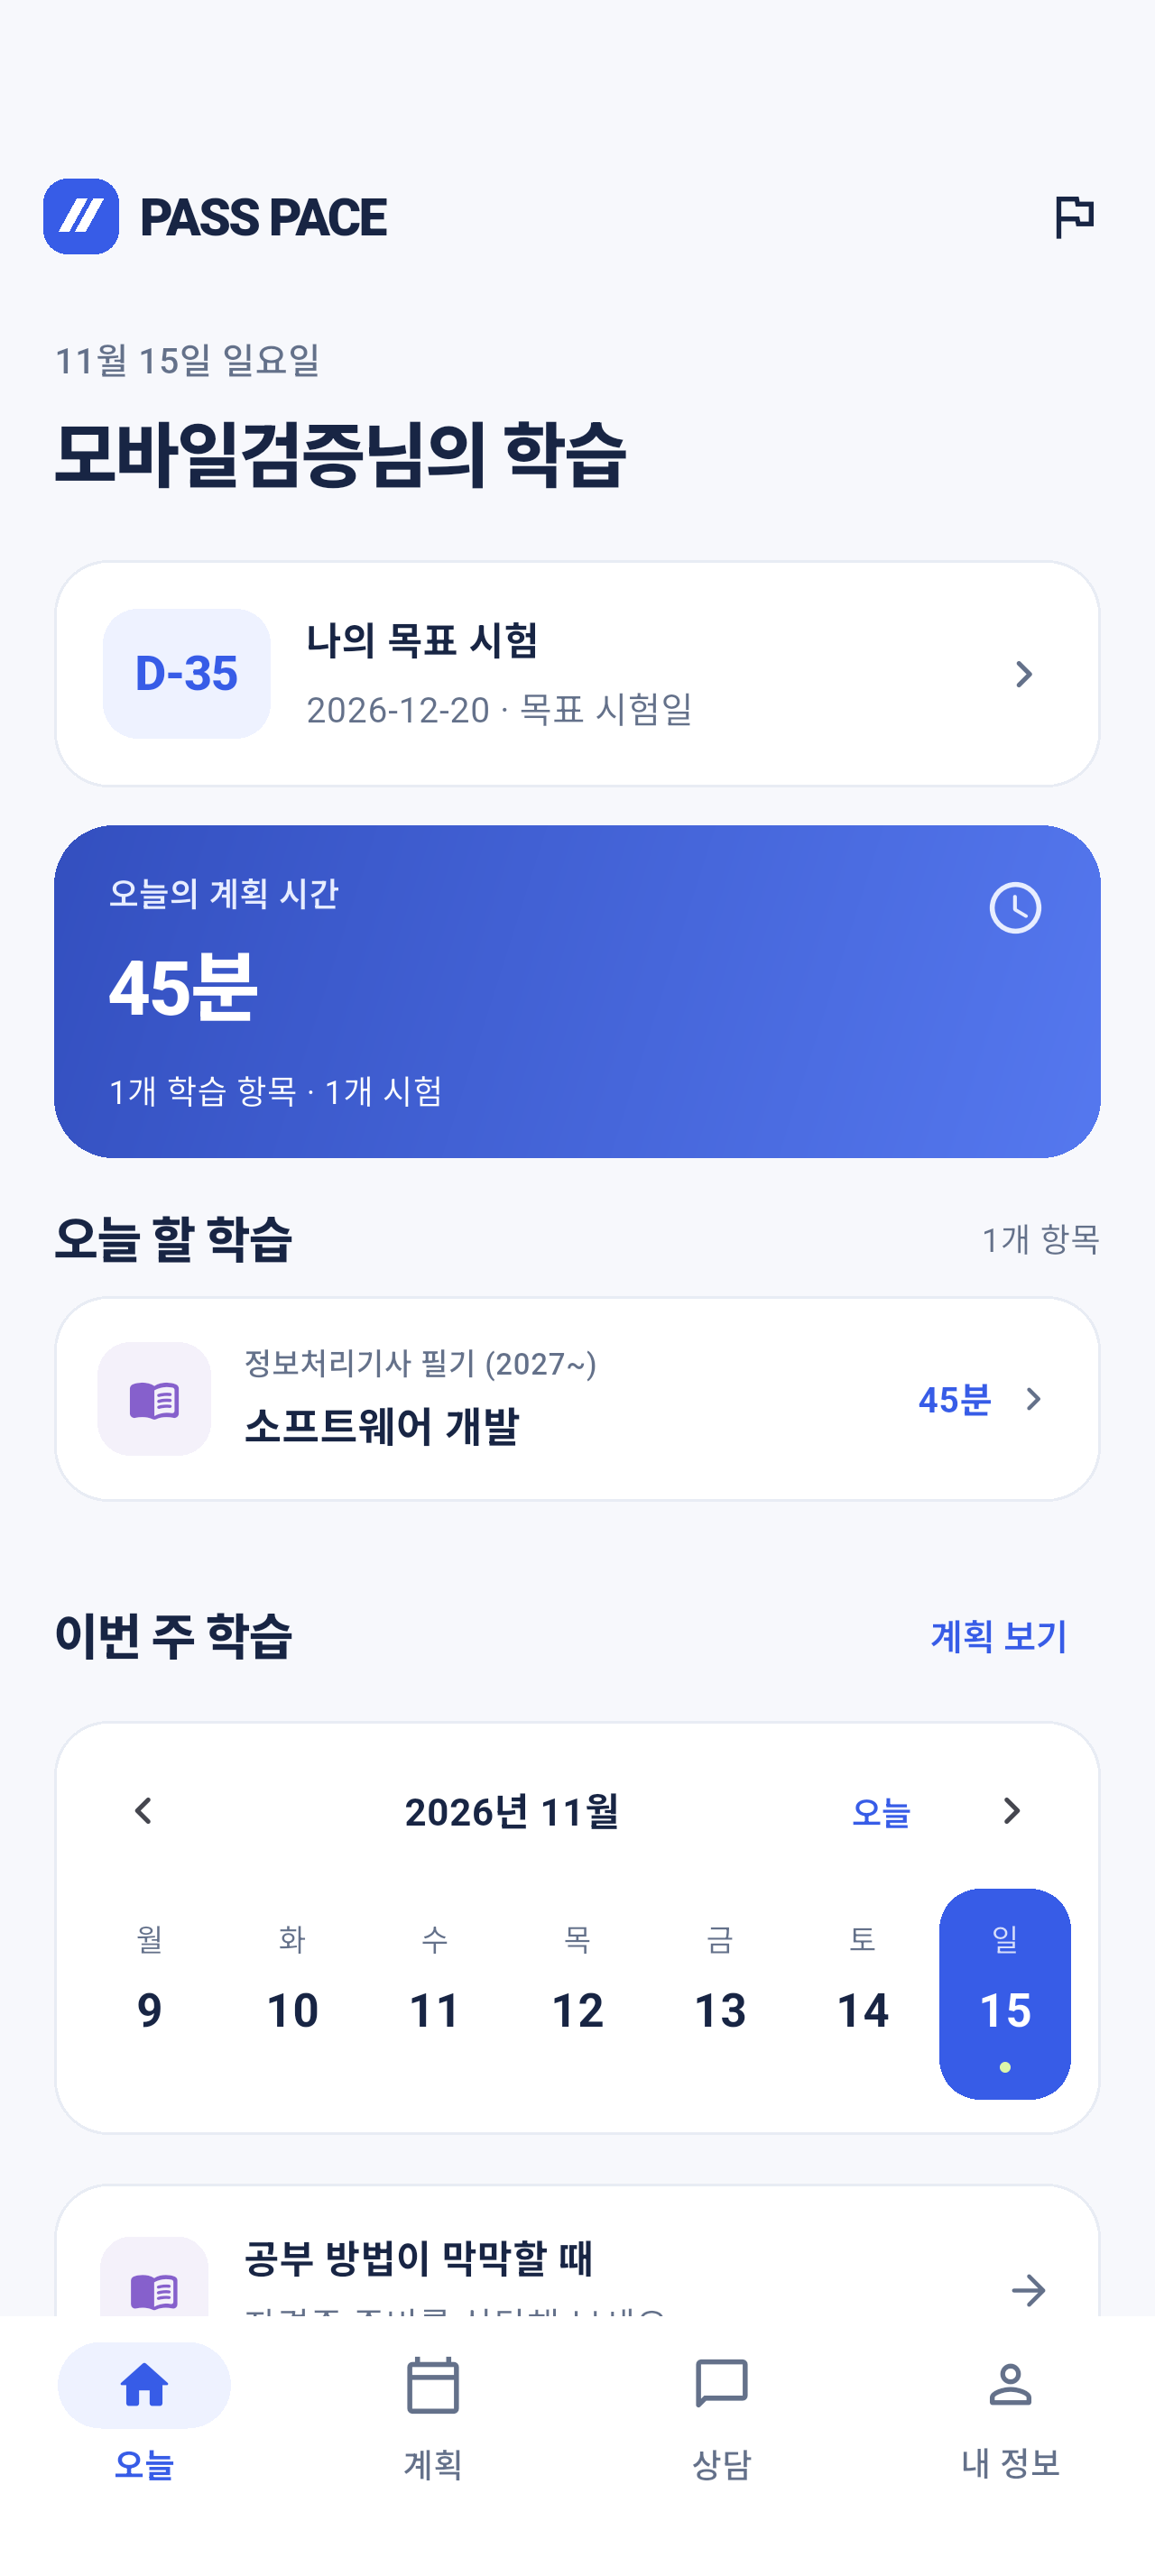 PASS PACE
11월 15일 일요일
모바일검증님의 학습
D-35
나의 목표 시험
2026-12-20 · 목표 시험일
오늘의 계획 시간
45분
1개 학습 항목 · 1개 시험
오늘 할 학습
1개 항목
정보처리기사 필기 (2027~)
소프트웨어 개발
45분
이번 주 학습
계획 보기
2026년 11월
오늘
월 화 수 목 금 토 일
9 10 11 12 13 14 15
공부 방법이 막막할 때
오늘 계획 상담 내 정보